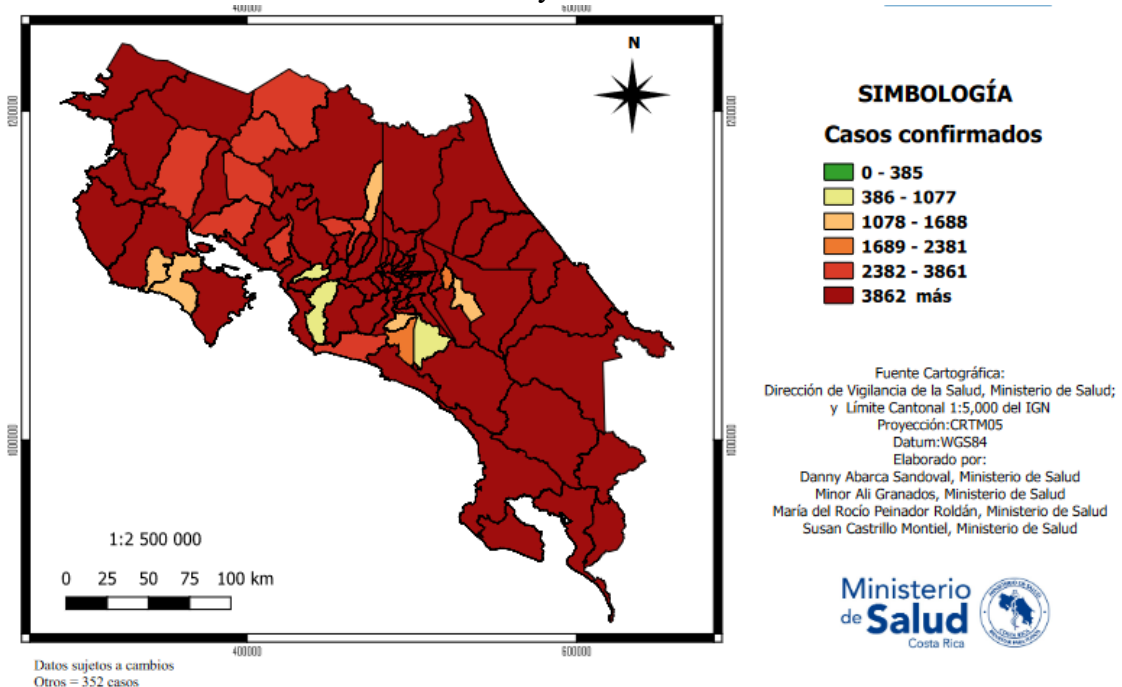 400000
600000
N
1200000
1200000
SIMBOLOGÍA
Casos confirmados
0 - 385
386 - 1077
1078 - 1688
1689 - 2381
2382 - 3861
3862 más
Fuente Cartográfica:
Dirección de Vigilancia de la Salud, Ministerio de Salud;
y Límite Cantonal 1:5,000 del IGN
Proyección:CRTM05
Datum:WGS84
Elaborado por:
Danny Abarca Sandoval, Ministerio de Salud
Minor Ali Granados, Ministerio de Salud
María del Rocío Peinador Roldán, Ministerio de Salud
Susan Castrillo Montiel, Ministerio de Salud
1000000
1000000
1:2 500 000
0 25 50 75 100 km
Ministerio
de Salud
Costa Rica
400000
600000
Datos sujetos a cambios
Otros = 352 casos